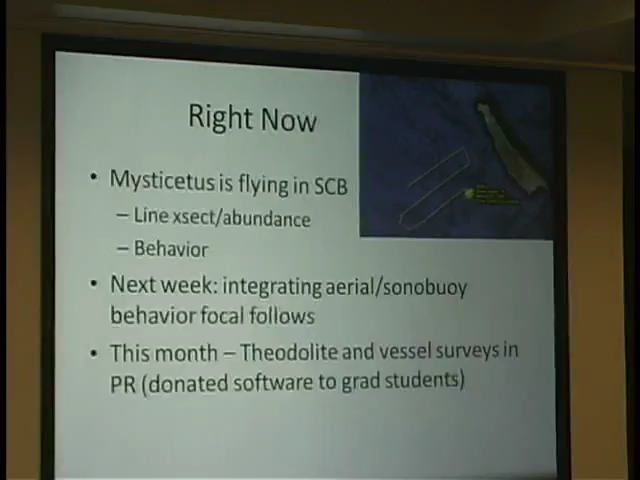 Right Now
• Mysticetus is flying in SCB
– Line xsect/abundance
– Behavior
• Next week: integrating aerial/sonobuoy
behavior focal follows
• This month – Theodolite and vessel surveys in
PR (donated software to grad students)